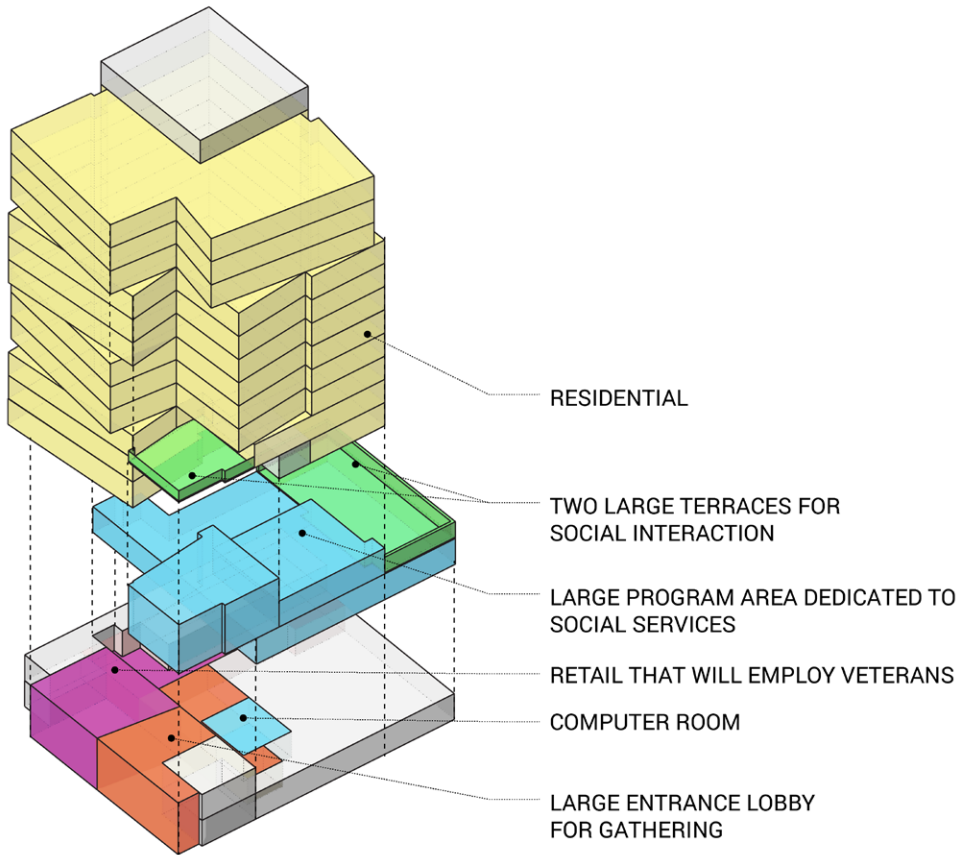 RESIDENTIAL
TWO LARGE TERRACES FOR
SOCIAL INTERACTION
LARGE PROGRAM AREA DEDICATED TO
SOCIAL SERVICES
RETAIL THAT WILL EMPLOY VETERANS
COMPUTER ROOM
LARGE ENTRANCE LOBBY
FOR GATHERING